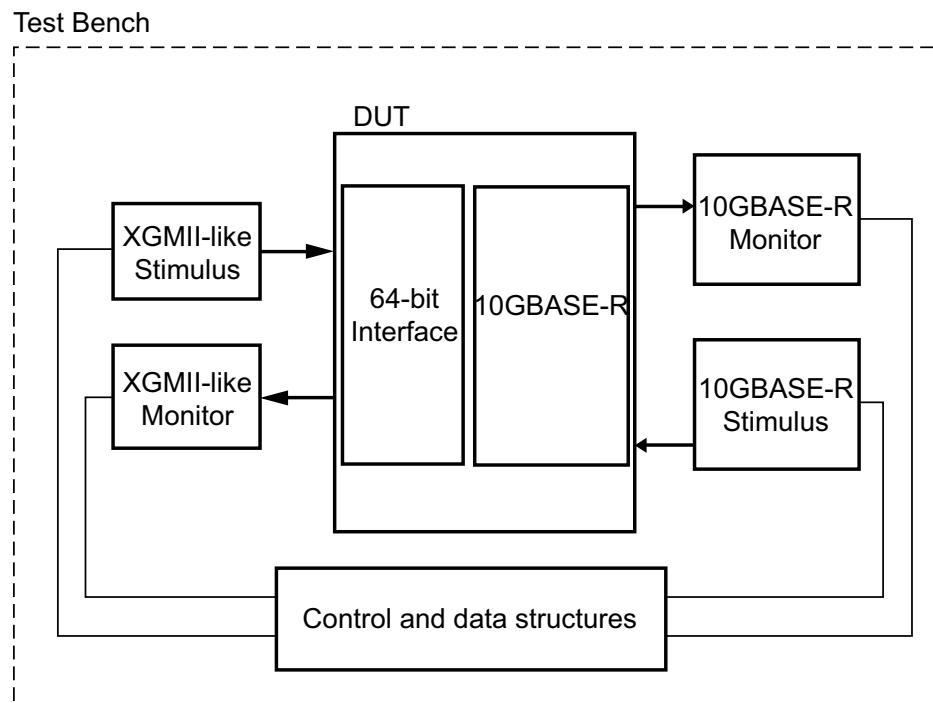 Test Bench
DUT
XGMII-like
Stimulus
XGMII-like
Monitor
64-bit
Interface
10GBASE-R
10GBASE-R
Monitor
10GBASE-R
Stimulus
Control and data structures